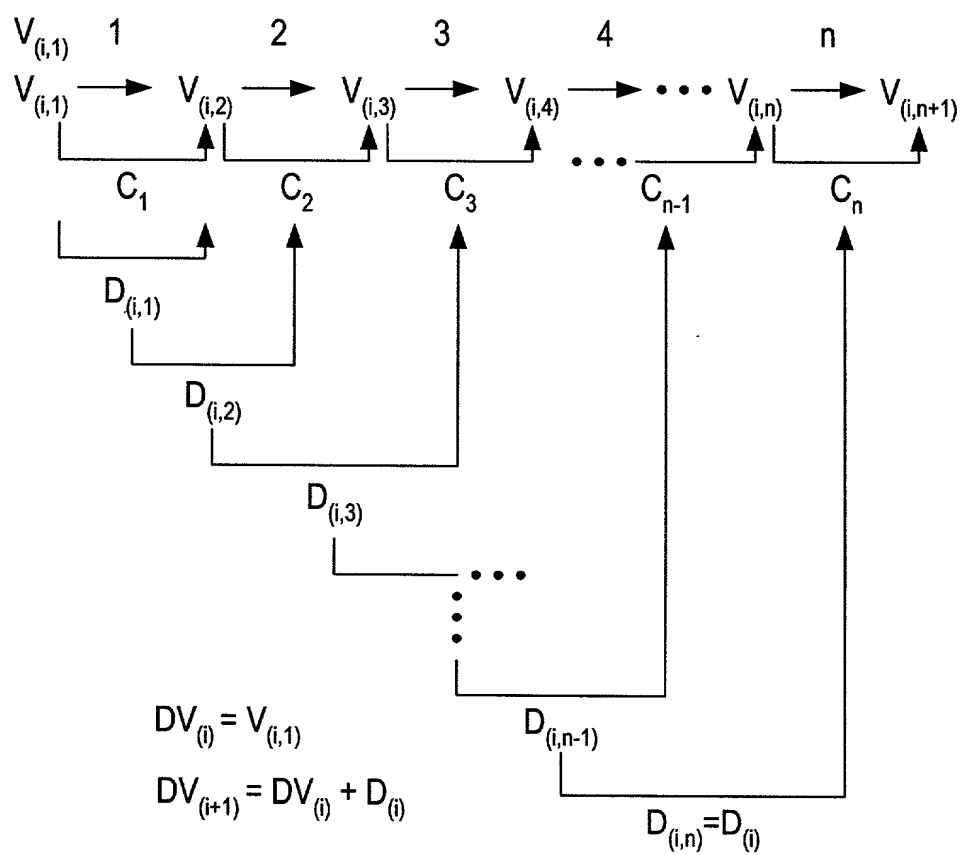 V(i,1) 1 2 3 4 n
V(i,1) V(i,2) V(i,3) V(i,4) ••• V(i,n) V(i,n+1)
•••
C1 C2 C3 Cn-1 Cn
D(i,1)
D(i,2)
D(i,3)
•••
D(i,n-1)
DV(i) = V(i,1)
DV(i+1) = DV(i) + D(i)
D(i,n)=D(i)